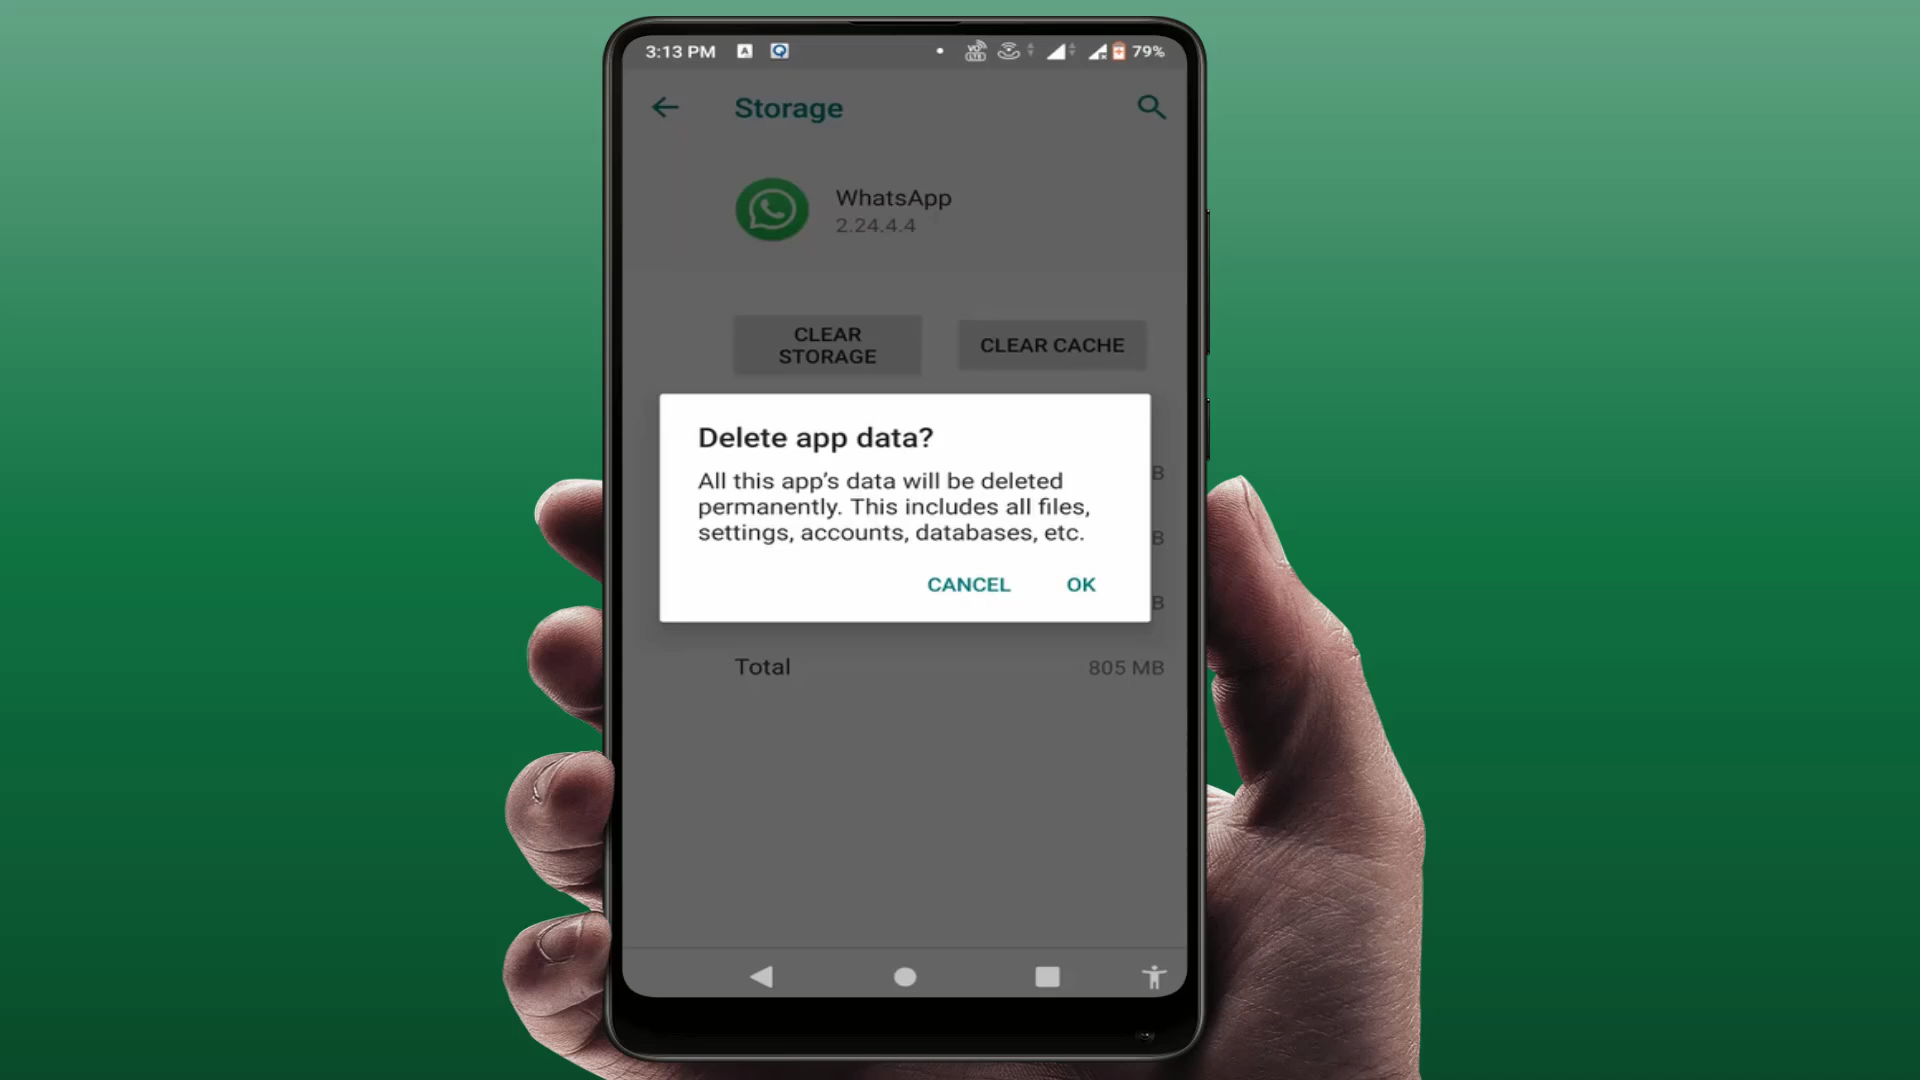 3:13 PM
79%
Storage
WhatsApp
2.24.4.4
CLEAR
STORAGE
CLEAR CACHE
Delete app data?
All this app's data will be deleted
permanently. This includes all files,
settings, accounts, databases, etc.
CANCEL
OK
B
B
B
Total
805 MB